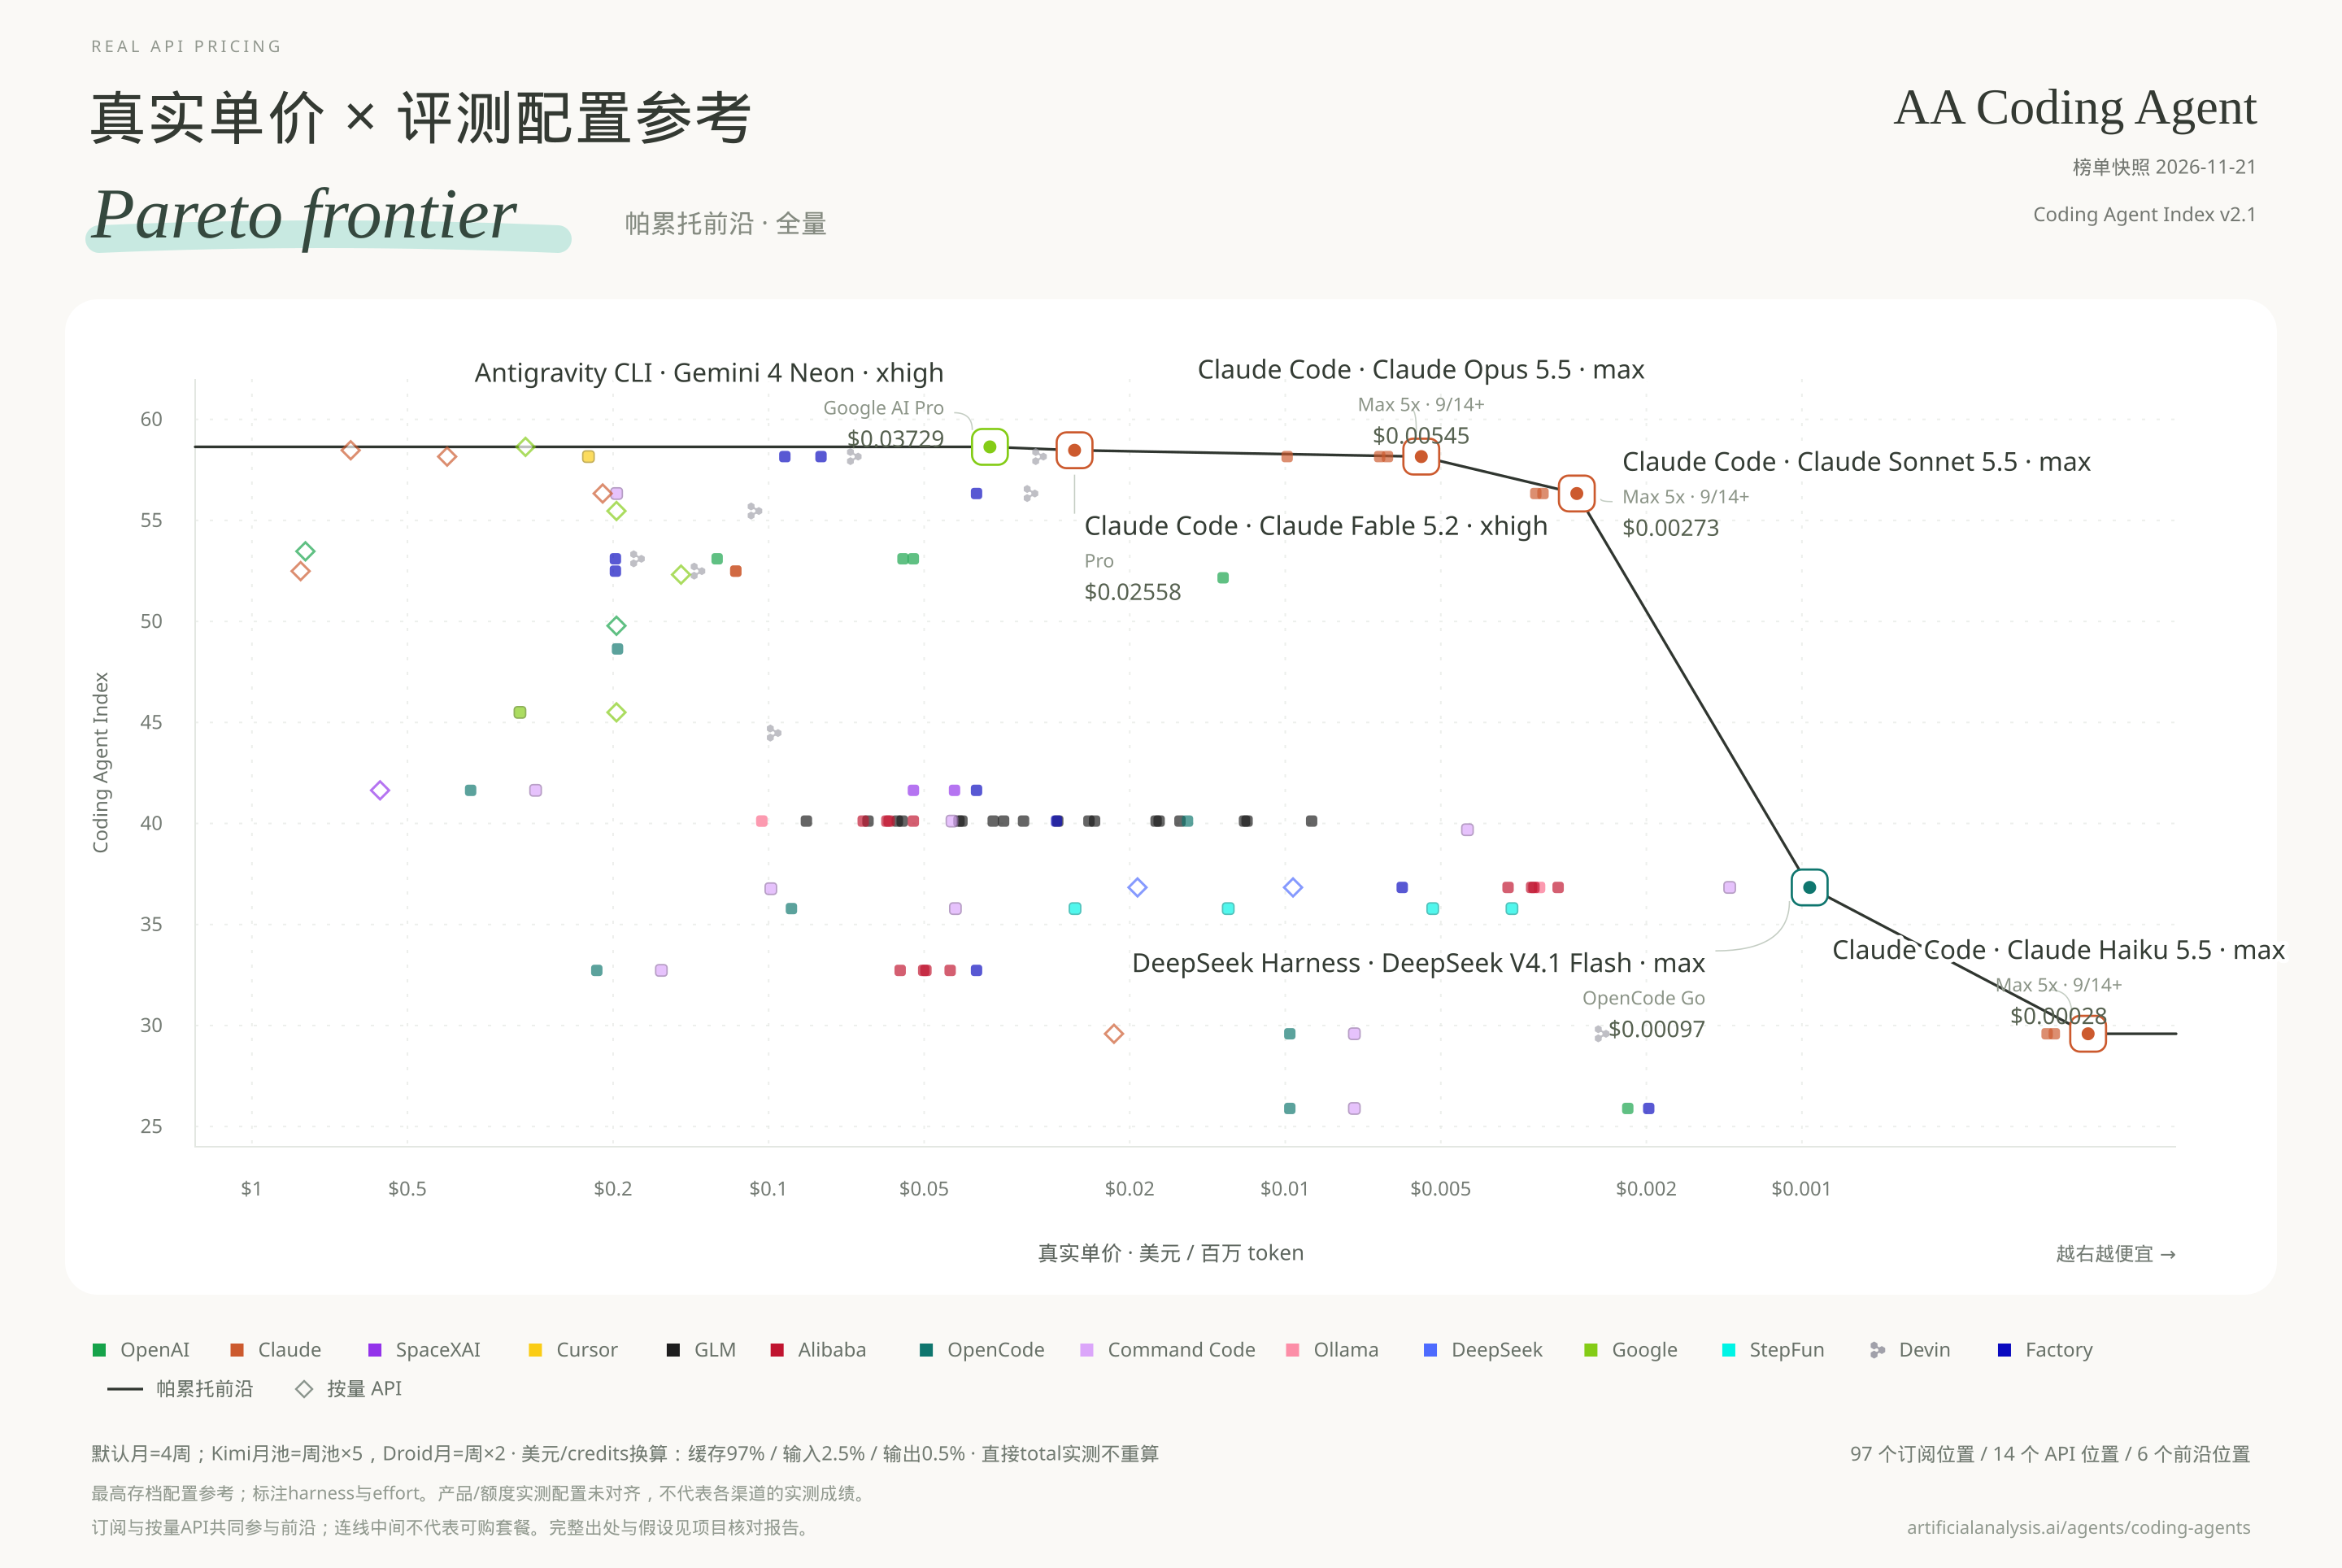 REAL API PRICING
真实单价 × 评测配置参考
Pareto frontier
帕累托前沿 · 全量
AA Coding Agent
榜单快照 2026-11-21
Coding Agent Index v2.1
Antigravity CLI · Gemini 4 Neon · xhigh
Google AI Pro
$0.03729
Claude Code · Claude Opus 5.5 · max
Max 5x · 9/14+
$0.00545
Claude Code · Claude Sonnet 5.5 · max
Max 5x · 9/14+
$0.00273
Claude Code · Claude Fable 5.2 · xhigh
Pro
$0.02558
DeepSeek Harness · DeepSeek V4.1 Flash · max
OpenCode Go
$0.00097
Claude Code · Claude Haiku 5.5 · max
Max 5x · 9/14+
$0.00028
Coding Agent Index
60
55
50
45
40
35
30
25
$1
$0.5
$0.2
$0.1
$0.05
$0.02
$0.01
$0.005
$0.002
$0.001
真实单价 · 美元 / 百万 token
越右越便宜 →
OpenAI
Claude
SpaceXAI
Cursor
GLM
Alibaba
OpenCode
Command Code
Ollama
DeepSeek
Google
StepFun
Devin
Factory
帕累托前沿
按量 API
默认月=4周；Kimi月池=周池×5，Droid月=周×2 · 美元/credits换算：缓存97% / 输入2.5% / 输出0.5% · 直接total实测不重算
97 个订阅位置 / 14 个 API 位置 / 6 个前沿位置
最高存档配置参考；标注harness与effort。产品/额度实测配置未对齐，不代表各渠道的实测成绩。
订阅与按量API共同参与前沿；连线中间不代表可购套餐。完整出处与假设见项目核对报告。
artificialanalysis.ai/agents/coding-agents